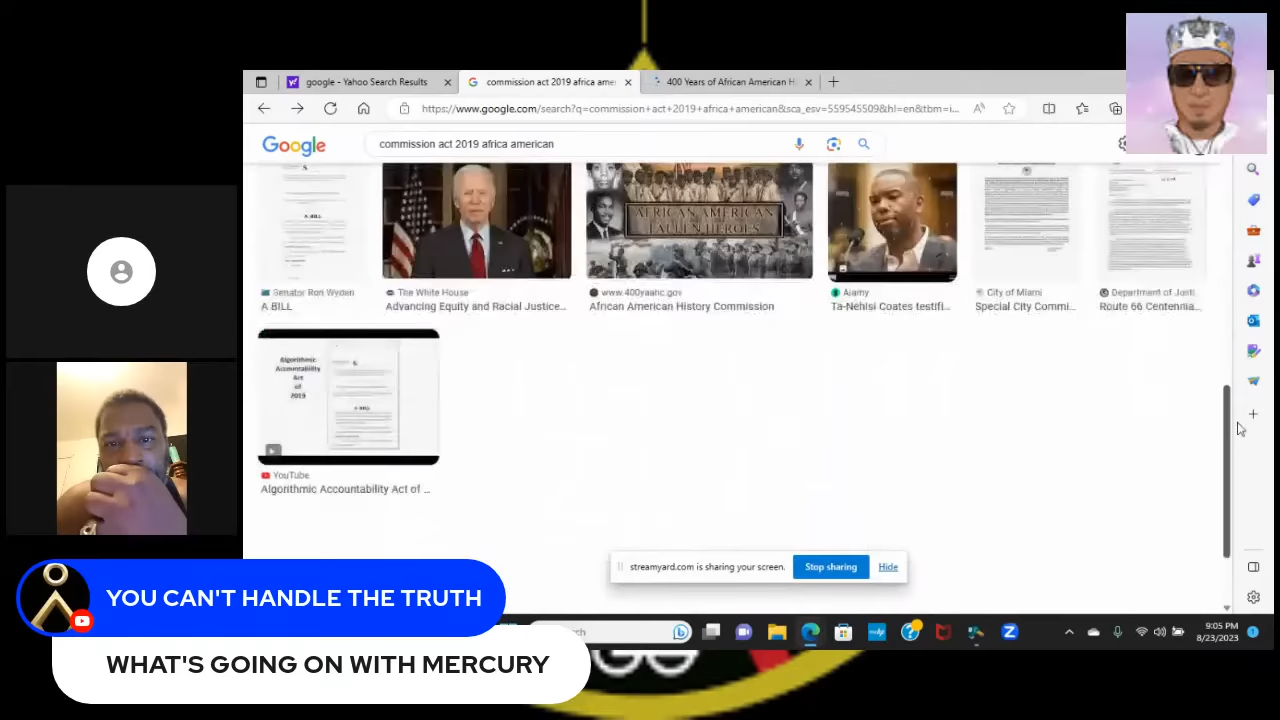 google - Yahoo Search Results
commission act 2019 africa ame
400 Years of African American H
https://www.google.com/search?q=commission+act+2019+africa+american&sca_esv=559545509&hl=en&tbm=i...
Google
commission act 2019 africa american
A BILL
AFRICAN AMERICAN
FALLEN HEROES
Senator Ron Wyden
The White House
www.400yaahc.gov
Alamy
City of Miami
Department of Justi
A BILL
Advancing Equity and Racial Justice...
African American History Commission
Ta-Nehisi Coates testifi...
Special City Commi...
Route 66 Centennia...
Algorithmic
Accountability
Act
of
2019
A BILL
YouTube
Algorithmic Accountability Act of ...
streamyard.com is sharing your screen.
Stop sharing
Hide
YOU CAN'T HANDLE THE TRUTH
WHAT'S GOING ON WITH MERCURY
ch
9:05 PM
8/23/2023